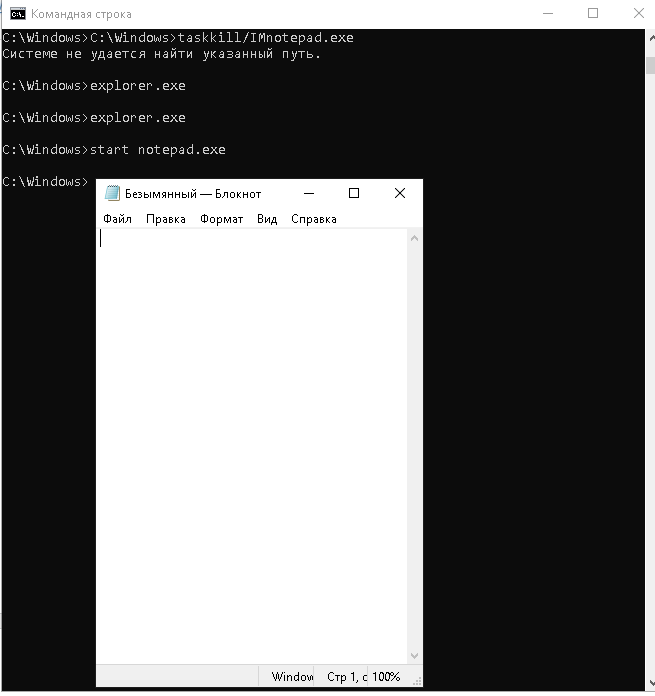 Командная строка
C:\Windows>C:\Windows>taskkill/IMnotepad.exe
Системе не удается найти указанный путь.
C:\Windows>explorer.exe
C:\Windows>explorer.exe
C:\Windows>start notepad.exe
C:\Windows>
Безымянный — Блокнот
Файл Правка Формат Вид Справка
Window Стр 1, с 100%